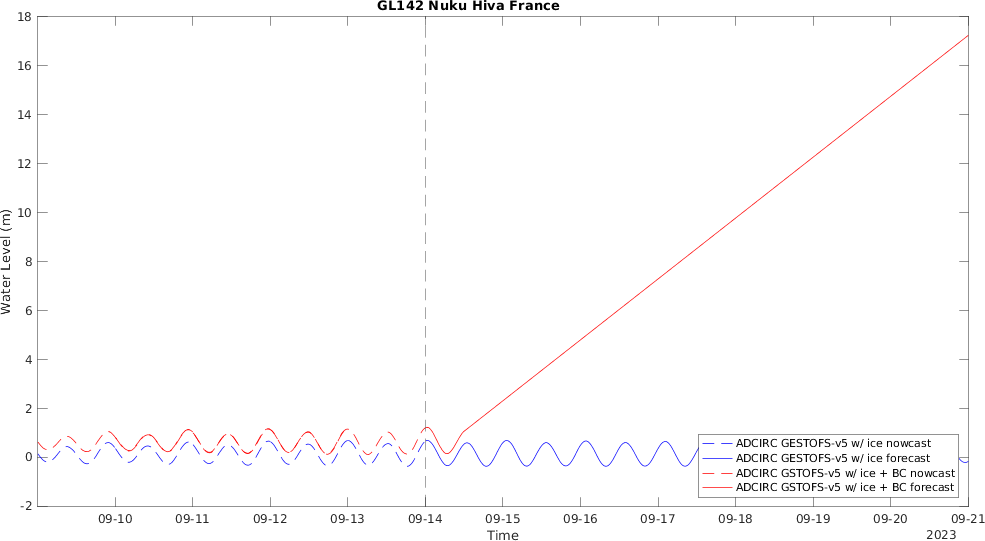 GL142 Nuku Hiva France
18
16
14
12
10
8
6
4
2
0
-2
Water Level (m)
ADCIRC GESTOFS-v5 w/ ice nowcast
ADCIRC GESTOFS-v5 w/ ice forecast
ADCIRC GSTOFS-v5 w/ ice + BC nowcast
ADCIRC GSTOFS-v5 w/ ice + BC forecast
09-10 09-11 09-12 09-13 09-14 09-15 09-16 09-17 09-18 09-19 09-20 09-21
Time
2023